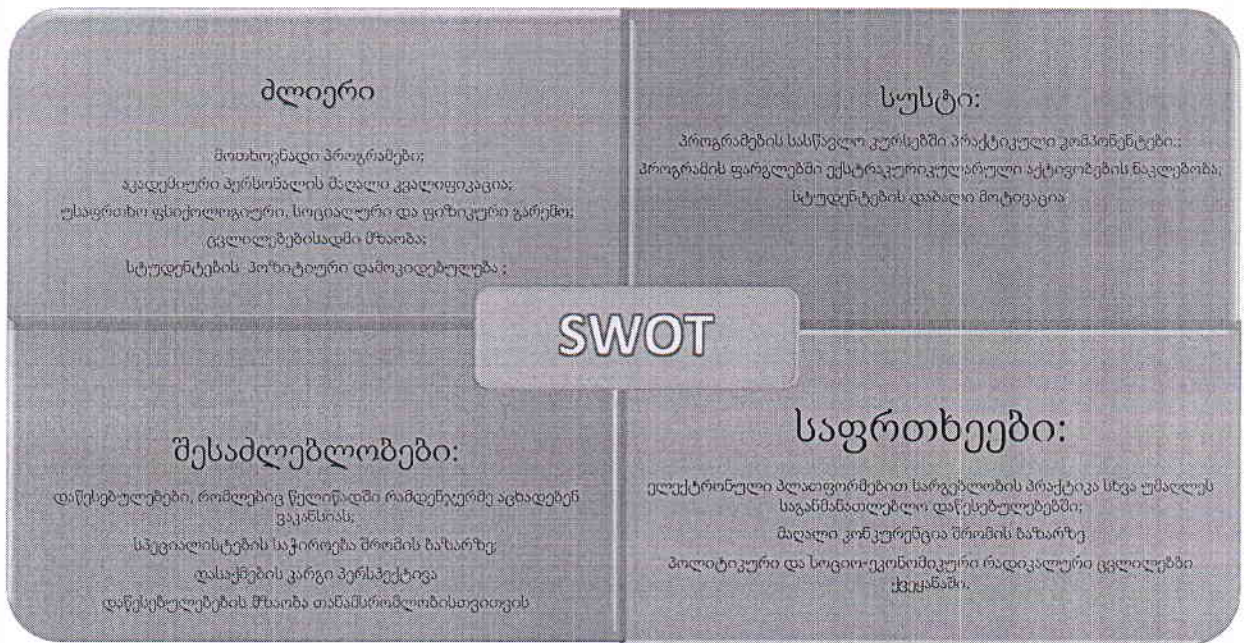 ძლიერი
მოთხოვნადი პროგრამები;
აკადემიური პერსონალის მაღალი კვალიფიკაცია;
უსაფრთხო ფსიქოლოგიური, სოციალური და ფიზიკური გარემო;
ცვლილებებისადმი მზაობა;
სტუდენტების პოზიტიური დამოკიდებულება ;
სუსტი:
პროგრამების სასწავლო კურსებში პრაქტიკული კომპონენტები.;
პროგრამის ფარგლებში ექსტრაკურიკულარული აქტივობების ნაკლებობა;
სტუდენტების დაბალი მოტივაცია
SWOT
შესაძლებლობები:
დაწესებულებები, რომლებიც წელიწადში რამდენჯერმე აცხადებენ
ვაკანსიას;
სპეციალისტების საჭიროება შრომის ბაზარზე;
დასაქმების კარგი პერსპექტივა
დაწესებულებების მზაობა თანამსრომლობისთვითვის
საფრთხეები:
ელექტრონული პლათფორმებით სარგებლობის პრაქტიკა სხვა უმაღლეს
საგანმანათლებლო დაწესებულებებში;
მაღალი კონკურენცია შრომის ბაზარზე
პოლიტიკური და სოციო-ეკონომიკური რადიკალური ცვლილებბი
ქვეყანაში.